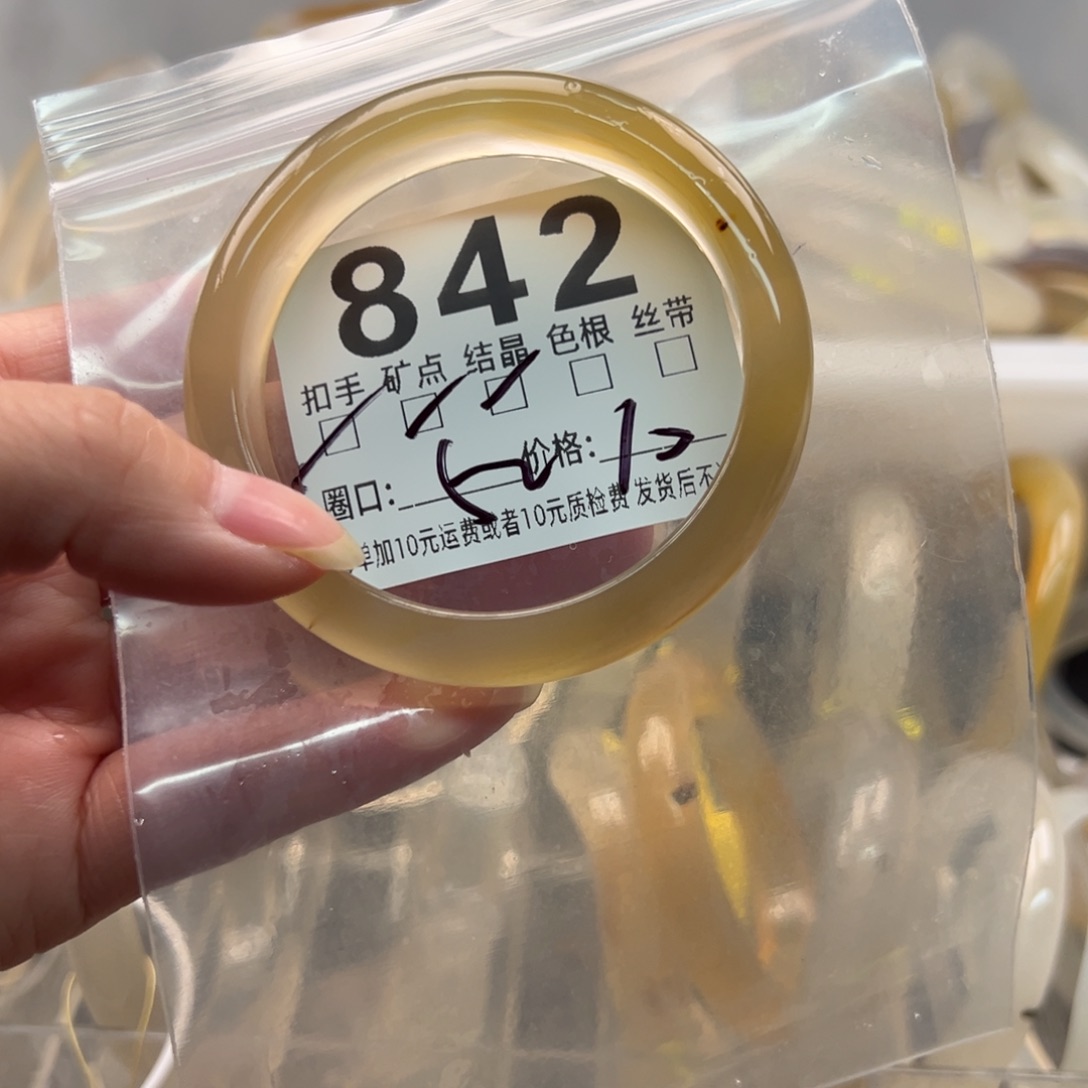 842
扣手 矿点 结晶 色根 丝带
圈口： 价格：
单加10元运费或者10元质检费 发货后不